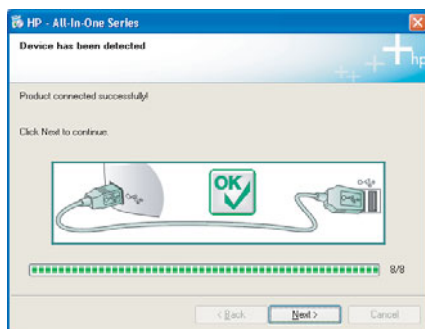 HP - All-In-One Series
Device has been detected
hp
Product connected successfully!
Click Next to continue.
OK
8/8
< Back
Next >
Cancel